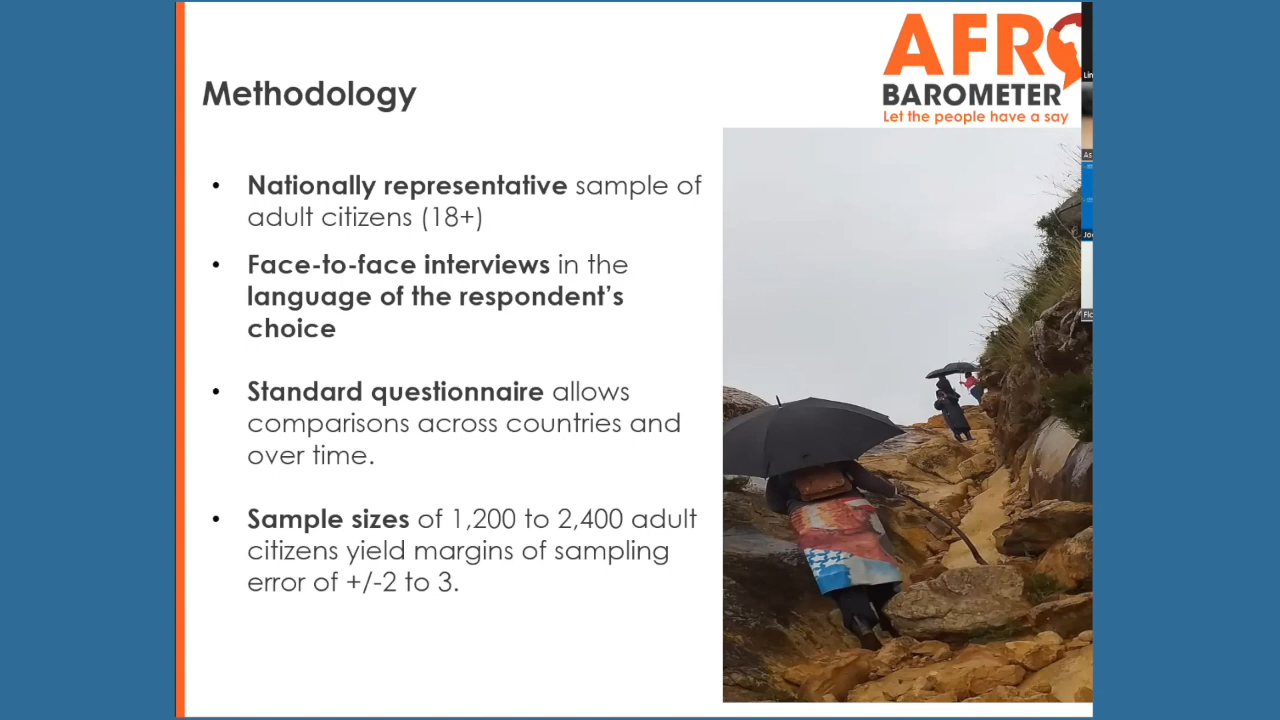 AFRO
BAROMETER
Let the people have a say
Methodology
• Nationally representative sample of
adult citizens (18+)
• Face-to-face interviews in the
language of the respondent’s
choice
• Standard questionnaire allows
comparisons across countries and
over time.
• Sample sizes of 1,200 to 2,400 adult
citizens yield margins of sampling
error of +/-2 to 3.